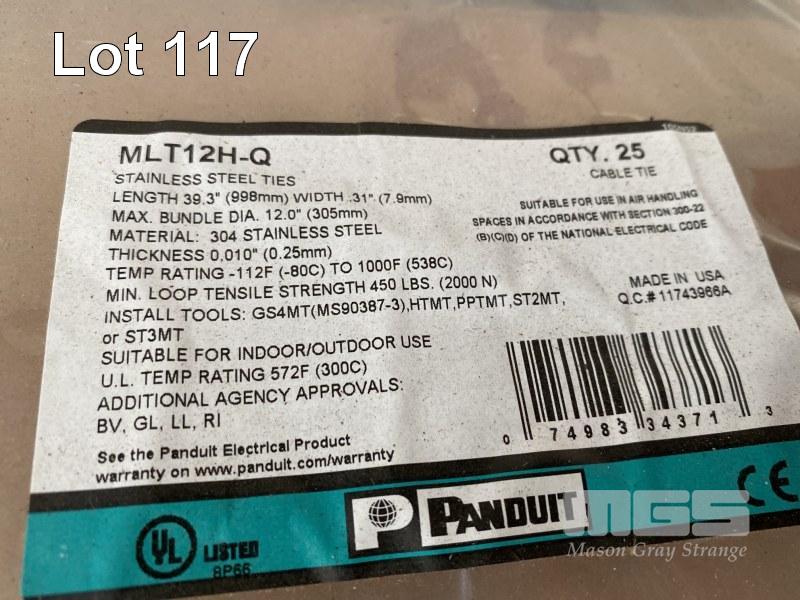 Lot 117
MLT12H-Q
QTY. 25
STAINLESS STEEL TIES
CABLE TIE
LENGTH 39.3" (998mm) WIDTH .31" (7.9mm)
MAX. BUNDLE DIA. 12.0" (305mm)
MATERIAL: 304 STAINLESS STEEL
THICKNESS 0.010" (0.25mm)
TEMP RATING -112F (-80C) TO 1000F (538C)
MIN. LOOP TENSILE STRENGTH 450 LBS. (2000 N)
INSTALL TOOLS: GS4MT(MS90387-3),HTMT,PPTMT,ST2MT,
or ST3MT
SUITABLE FOR INDOOR/OUTDOOR USE
U.L. TEMP RATING 572F (300C)
ADDITIONAL AGENCY APPROVALS:
BV, GL, LL, RI
See the Panduit Electrical Product
warranty on www.panduit.com/warranty
SUITABLE FOR USE IN AIR HANDLING
SPACES IN ACCORDANCE WITH SECTION 300-22
(B)(C)(D) OF THE NATIONAL ELECTRICAL CODE
MADE IN USA
Q.C.# 11743966A
0 74983 34371 3
UL LISTED
8P66
P PANDUIT
CE
MGS
Mason Gray Strange